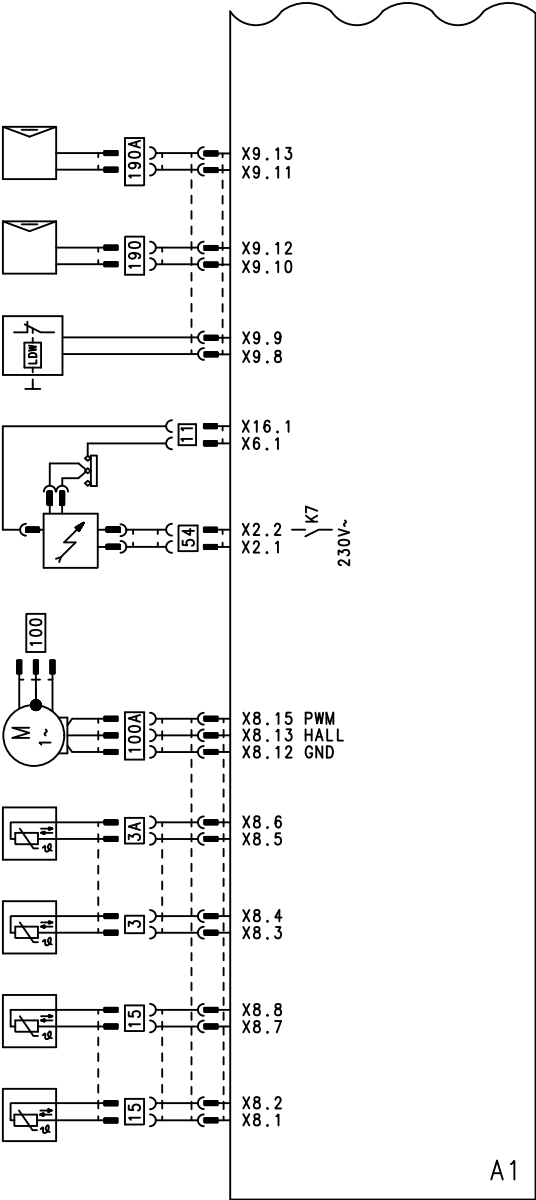 190A
X9.13
X9.11
190
X9.12
X9.10
LDW
X9.9
X9.8
11
X16.1
X6.1
54
X2.2
X2.1
K7
230V~
100
M
1~
100A
X8.15 PWM
X8.13 HALL
X8.12 GND
3A
X8.6
X8.5
ϑ
3
X8.4
X8.3
ϑ
15
X8.8
X8.7
ϑ
15
X8.2
X8.1
ϑ
A1